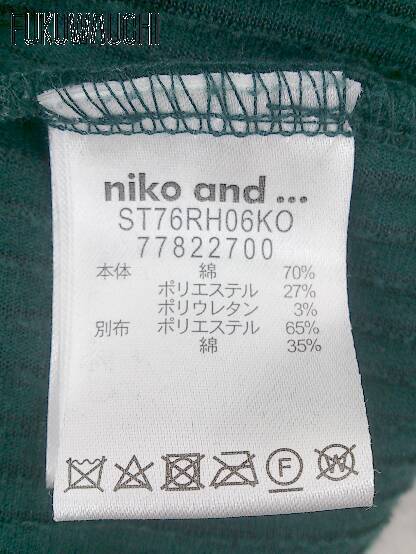 FUKUWAUCHI
niko and ...
ST76RH06KO
77822700
本体 綿 70%
ポリエステル 27%
ポリウレタン 3%
別布 ポリエステル 65%
綿 35%
F
W